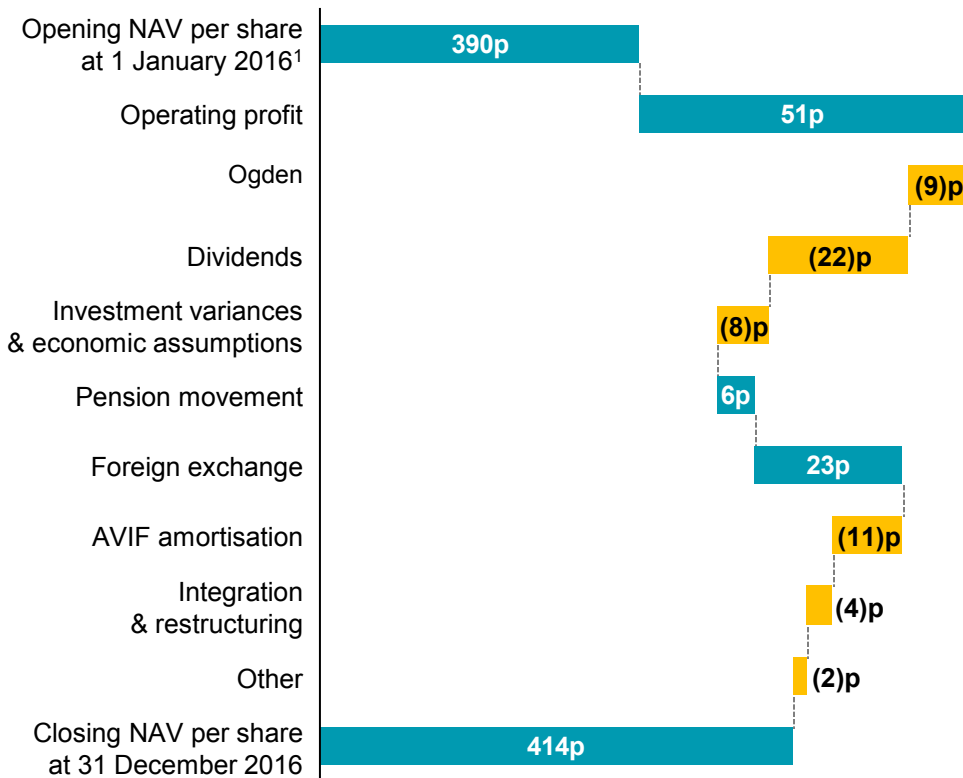 Opening NAV per share
at 1 January 2016¹
390p
Operating profit
51p
Ogden
(9)p
Dividends
(22)p
Investment variances
& economic assumptions
(8)p
Pension movement
6p
Foreign exchange
23p
AVIF amortisation
(11)p
Integration
& restructuring
(4)p
Other
(2)p
Closing NAV per share
at 31 December 2016
414p